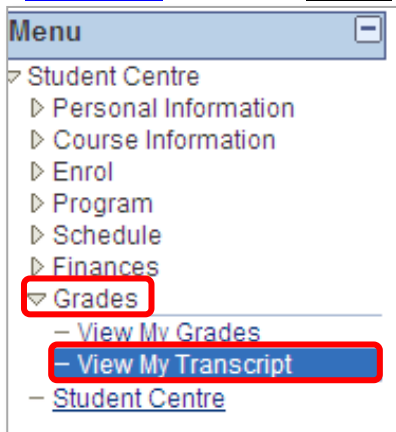 Menu
Student Centre
Personal Information
Course Information
Enrol
Program
Schedule
Finances
Grades
View My Grades
View My Transcript
Student Centre